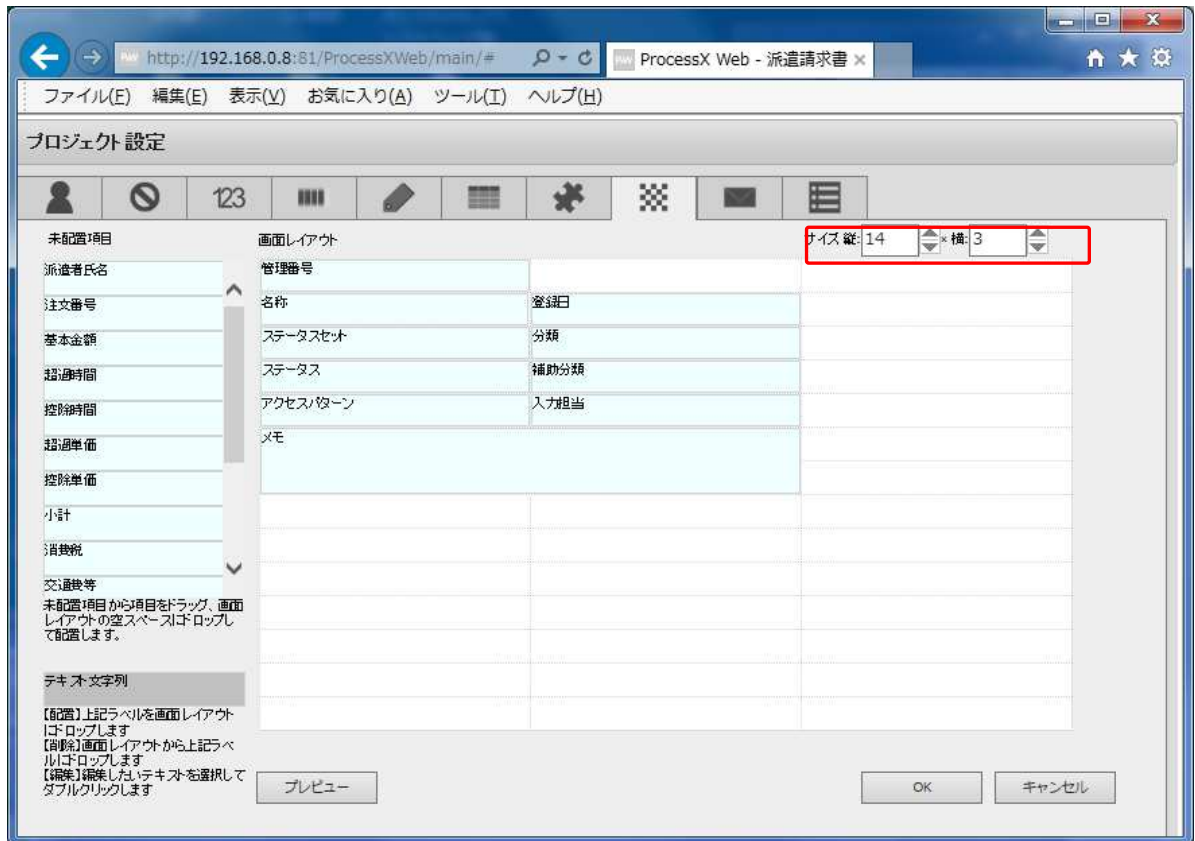 http://192.168.0.8:81/ProcessXWeb/main/#
ProcessX Web - 派遣請求書 ×
ファイル(F) 編集(E) 表示(V) お気に入り(A) ツール(T) ヘルプ(H)
プロジェクト設定
123
未配置項目
画面レイアウト
サイズ 縦: 14 × 横: 3
派遣者氏名
注文番号
基本金額
超過時間
控除時間
超過単価
控除単価
小計
消費税
交通費等
管理番号
名称
登録日
ステータスセット
分類
ステータス
補助分類
アクセスパターン
入力担当
メモ
未配置項目から項目をドラッグ、画面
レイアウトの空スペースにドロップし
て配置します。
テキスト文字列
【配置】上記ラベルを画面レイアウト
にドロップします
【削除】画面レイアウトから上記ラベ
ルにドロップします
【編集】編集したいテキストを選択して
ダブルクリックします
プレビュー
OK
キャンセル